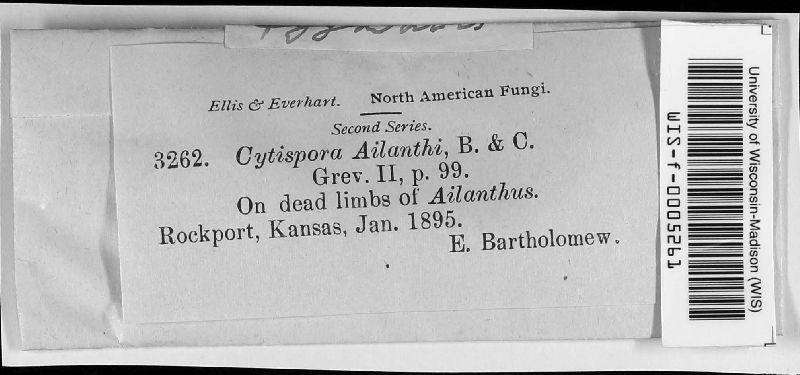 Ellis & Everhart. North American Fungi.
Second Series.
3262. Cytispora Ailanthi, B. & C.
Grev. II, p. 99.
On dead limbs of Ailanthus.
Rockport, Kansas, Jan. 1895.
E. Bartholomew.
University of Wisconsin-Madison (WIS)
WIS-f-0005261